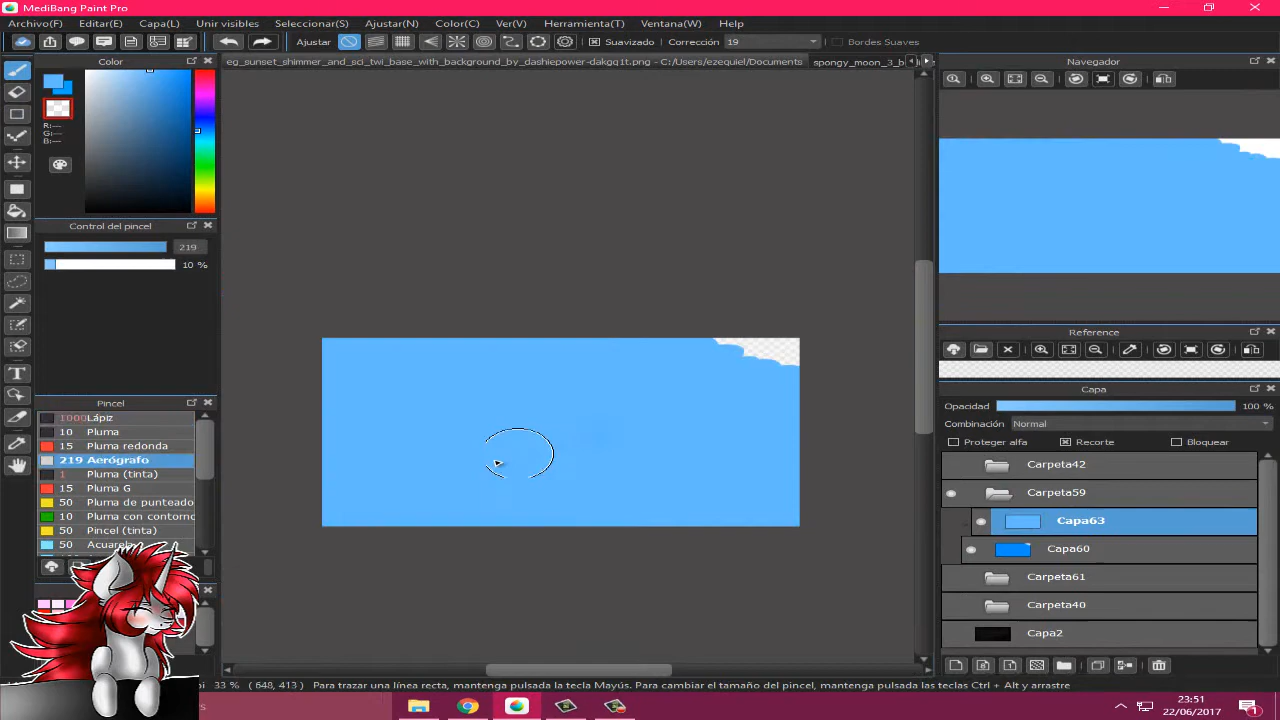 MediBang Paint Pro
Archivo(F) Editar(E) Capa(L) Unir visibles Seleccionar(S) Ajustar(N) Color(C) Ver(V) Herramienta(T) Ventana(W) Help
Ajustar Suavizado Corrección 19 Bordes Suaves
Color
eg_sunset_shimmer_and_sci_twi_base_with_background_by_dashiepower-dakgq1t.png - C:/Users/ezequiel/Documents
spongy_moon_3_b
Navegador
R:---
G:---
B:---
Control del pincel
219
10 %
Reference
Capa
Opacidad 100 %
Combinación Normal
Proteger alfa Recorte Bloquear
Carpeta42
Carpeta59
Capa63
Capa60
Carpeta61
Carpeta40
Capa2
Pincel
1000 Lápiz
10 Pluma
15 Pluma redonda
219 Aerógrafo
1 Pluma (tinta)
15 Pluma G
50 Pluma de punteado
10 Pluma con contorno
50 Pincel (tinta)
50 Acuarela
33 % ( 648, 413 ) Para trazar una línea recta, mantenga pulsada la tecla Mayús. Para cambiar el tamaño del pincel, mantenga pulsadas las teclas Ctrl + Alt y arrastre
23:51
22/06/2017
1